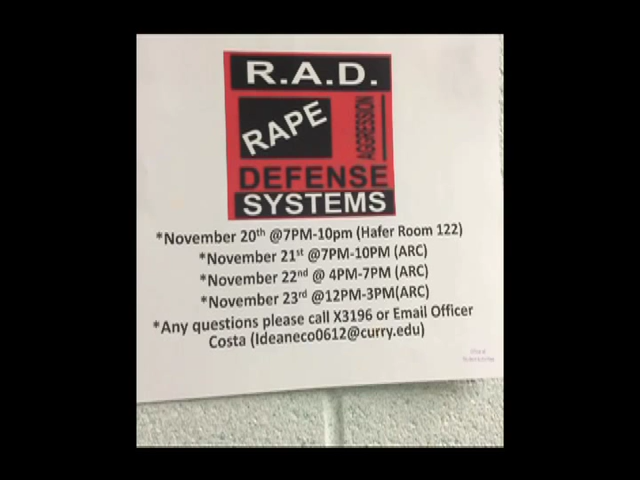 R.A.D.
RAPE
AGGRESSION
DEFENSE
SYSTEMS
*November 20th @7PM-10pm (Hafer Room 122)
*November 21st @7PM-10PM (ARC)
*November 22nd @ 4PM-7PM (ARC)
*November 23rd @12PM-3PM(ARC)
*Any questions please call X3196 or Email Officer
Costa (ldeaneco0612@curry.edu)